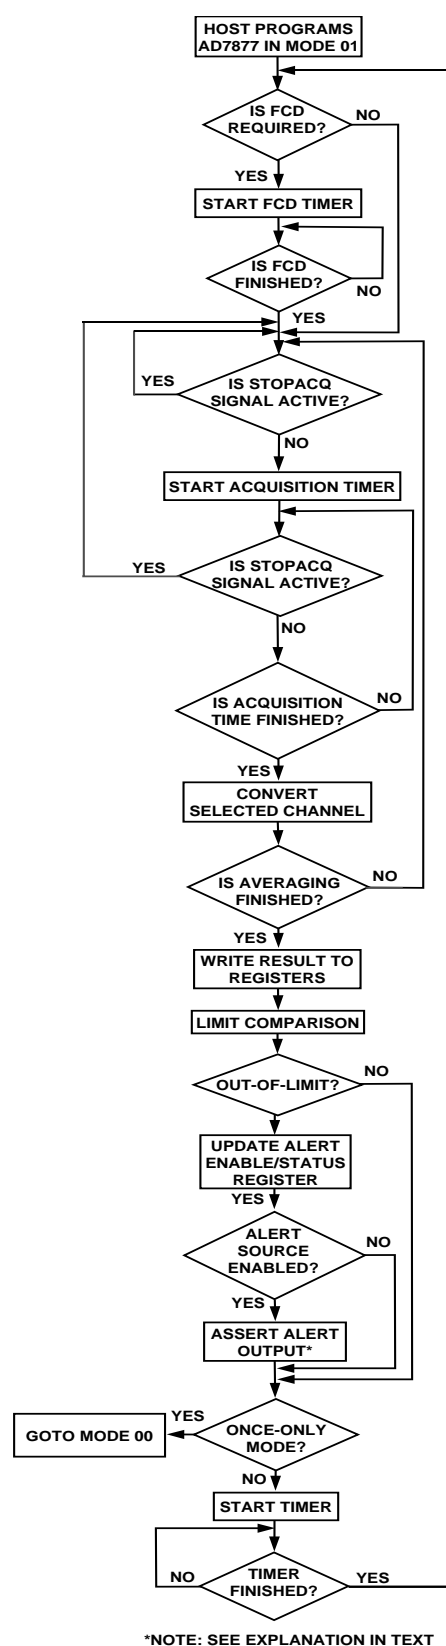 HOST PROGRAMS
AD7877 IN MODE 01
IS FCD
REQUIRED?
NO
YES
START FCD TIMER
IS FCD
FINISHED?
NO
YES
IS STOPACQ
SIGNAL ACTIVE?
YES
NO
START ACQUISITION TIMER
IS STOPACQ
SIGNAL ACTIVE?
YES
NO
IS ACQUISITION
TIME FINISHED?
NO
YES
CONVERT
SELECTED CHANNEL
IS AVERAGING
FINISHED?
NO
YES
WRITE RESULT TO
REGISTERS
LIMIT COMPARISON
OUT-OF-LIMIT?
NO
UPDATE ALERT
ENABLE/STATUS
REGISTER
YES
ALERT
SOURCE
ENABLED?
NO
YES
ASSERT ALERT
OUTPUT*
ONCE-ONLY
MODE?
YES
GOTO MODE 00
NO
START TIMER
TIMER
FINISHED?
NO
YES
*NOTE: SEE EXPLANATION IN TEXT